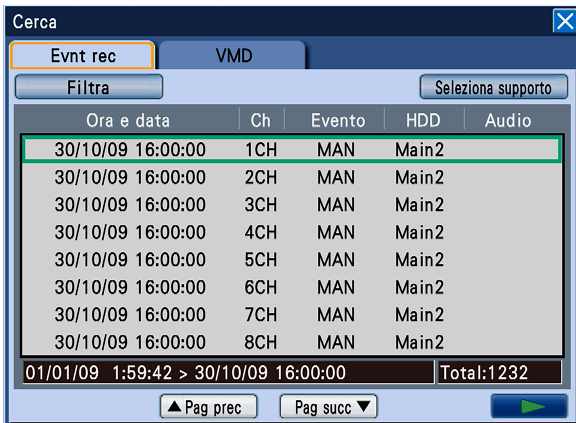 Cerca
Evnt rec VMD
Filtra Seleziona supporto
Ora e data Ch Evento HDD Audio
30/10/09 16:00:00 1CH MAN Main2
30/10/09 16:00:00 2CH MAN Main2
30/10/09 16:00:00 3CH MAN Main2
30/10/09 16:00:00 4CH MAN Main2
30/10/09 16:00:00 5CH MAN Main2
30/10/09 16:00:00 6CH MAN Main2
30/10/09 16:00:00 7CH MAN Main2
30/10/09 16:00:00 8CH MAN Main2
01/01/09 1:59:42 > 30/10/09 16:00:00 Total:1232
▲ Pag prec Pag succ ▼